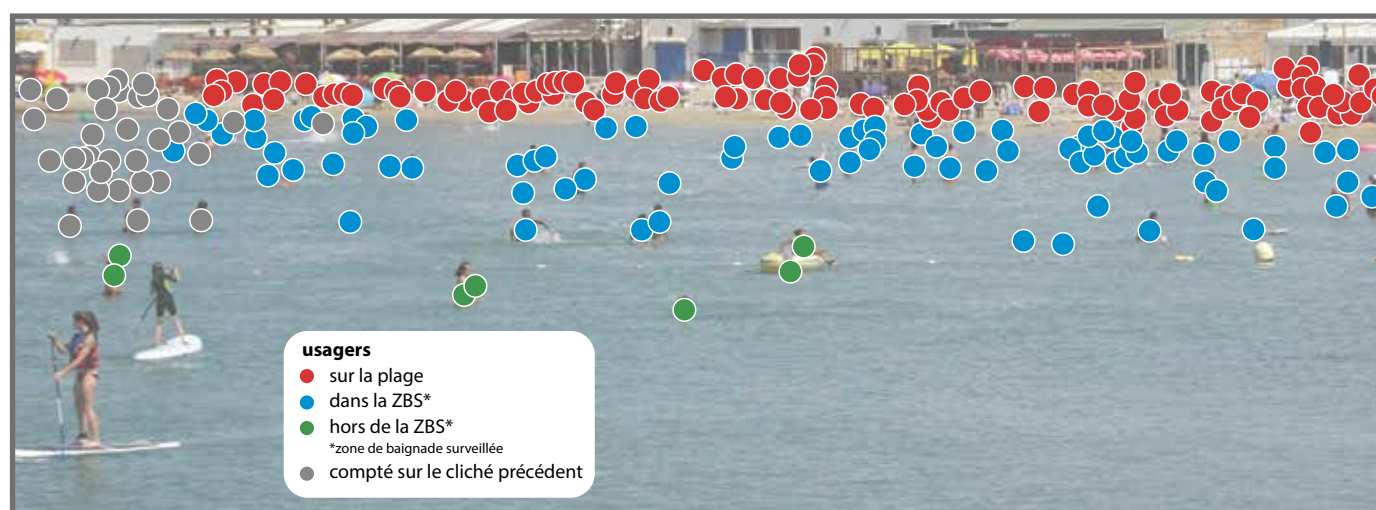 usagers
sur la plage
dans la ZBS*
hors de la ZBS*
*zone de baignade surveillée
compté sur le cliché précédent